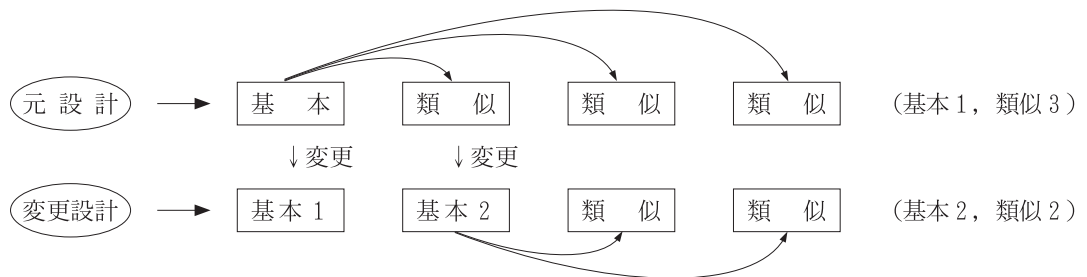 元設計 基本 類似 類似 類似 (基本1,類似3)
↓変更 ↓変更
変更設計 基本1 基本2 類似 類似 (基本2,類似2)